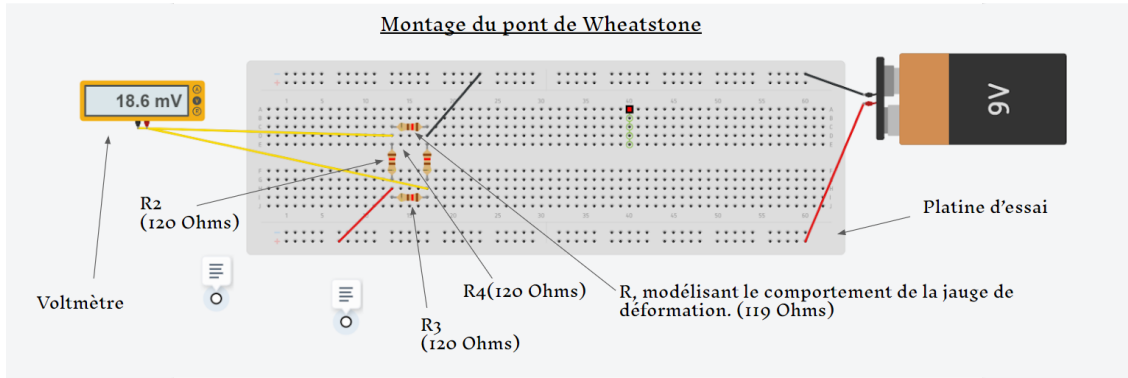 Montage du pont de Wheatstone
18.6 mV
9V
R2
(120 Ohms)
Platine d'essai
Voltmètre
R4(120 Ohms)
R, modélisant le comportement de la jauge de
déformation. (119 Ohms)
R3
(120 Ohms)